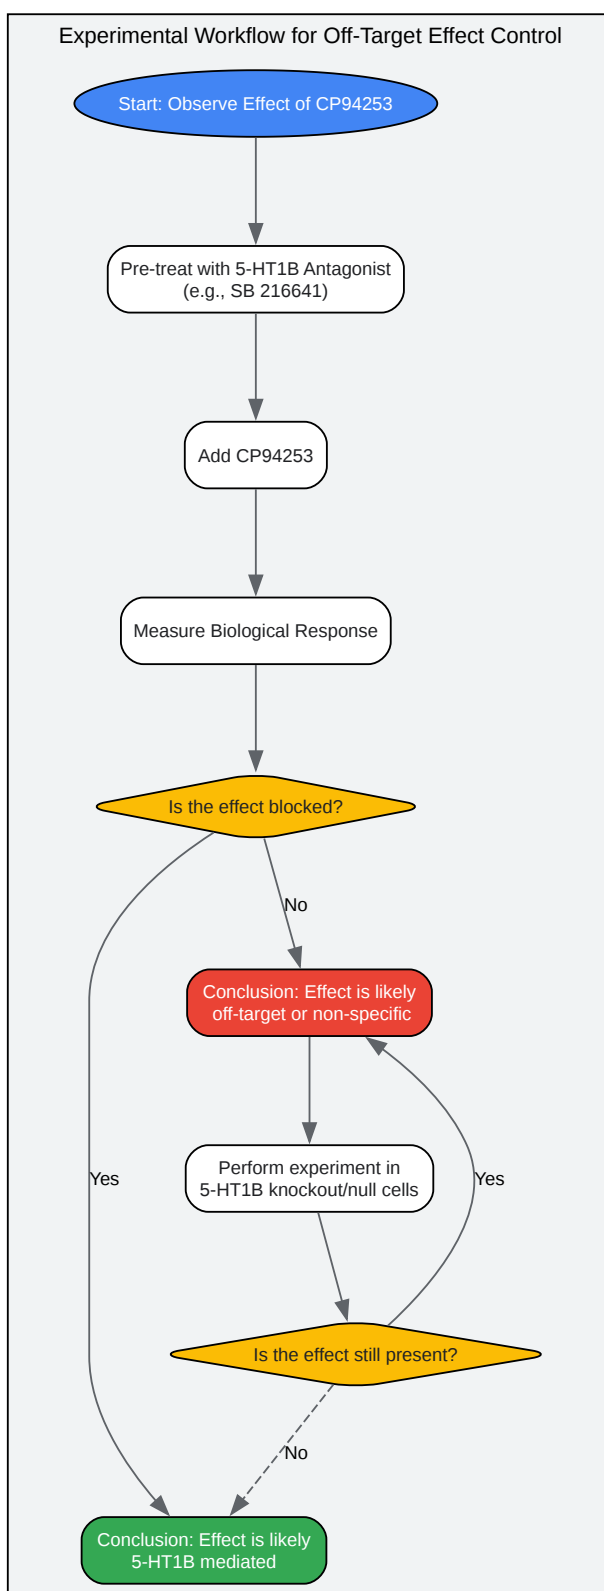 Experimental Workflow for Off-Target Effect Control
Start: Observe Effect of CP94253
Pre-treat with 5-HT1B Antagonist
(e.g., SB 216641)
Add CP94253
Measure Biological Response
Is the effect blocked?
No
Conclusion: Effect is likely
off-target or non-specific
Yes
Perform experiment in
5-HT1B knockout/null cells
Yes
Is the effect still present?
No
Conclusion: Effect is likely
5-HT1B mediated